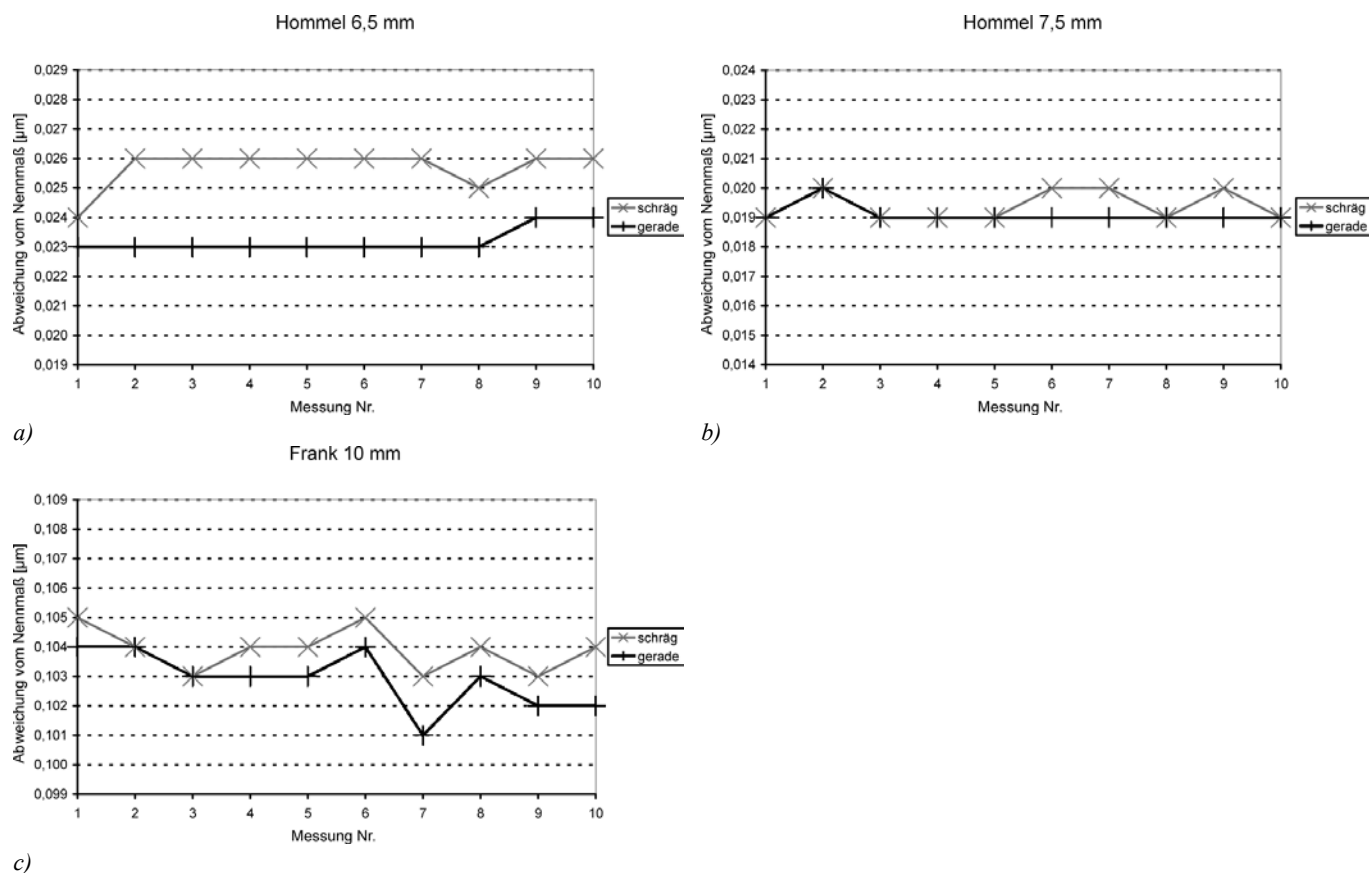 Hommel 6,5 mm
Abweichung vom Nennmaß [µm]
0,029
0,028
0,027
0,026
0,025
0,024
0,023
0,022
0,021
0,020
0,019
1 2 3 4 5 6 7 8 9 10
Messung Nr.
schräg
gerade
a)
Hommel 7,5 mm
Abweichung vom Nennmaß [µm]
0,024
0,023
0,022
0,021
0,020
0,019
0,018
0,017
0,016
0,015
0,014
1 2 3 4 5 6 7 8 9 10
Messung Nr.
schräg
gerade
b)
Frank 10 mm
Abweichung vom Nennmaß [µm]
0,109
0,108
0,107
0,106
0,105
0,104
0,103
0,102
0,101
0,100
0,099
1 2 3 4 5 6 7 8 9 10
Messung Nr.
schräg
gerade
c)